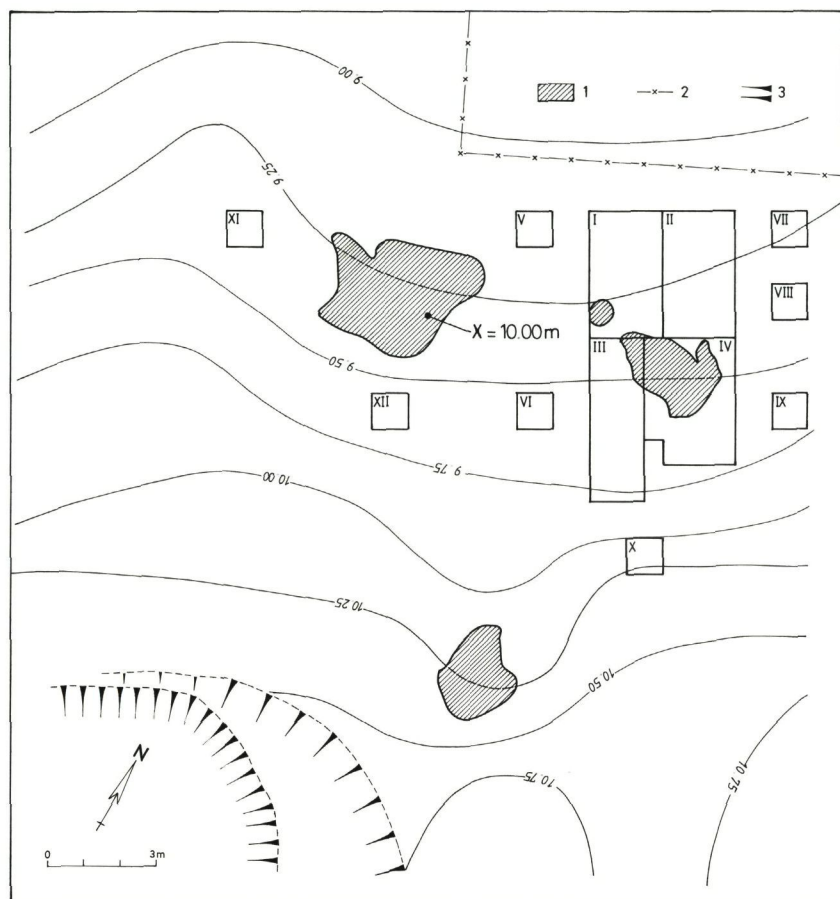 9.00
1
2
3
9.25
XI
V
I
II
VII
VIII
X = 10.00 m
III
IV
9.50
XII
VI
IX
9.75
10.00
X
10.25
10.50
10.75
10.75
N
0 3m